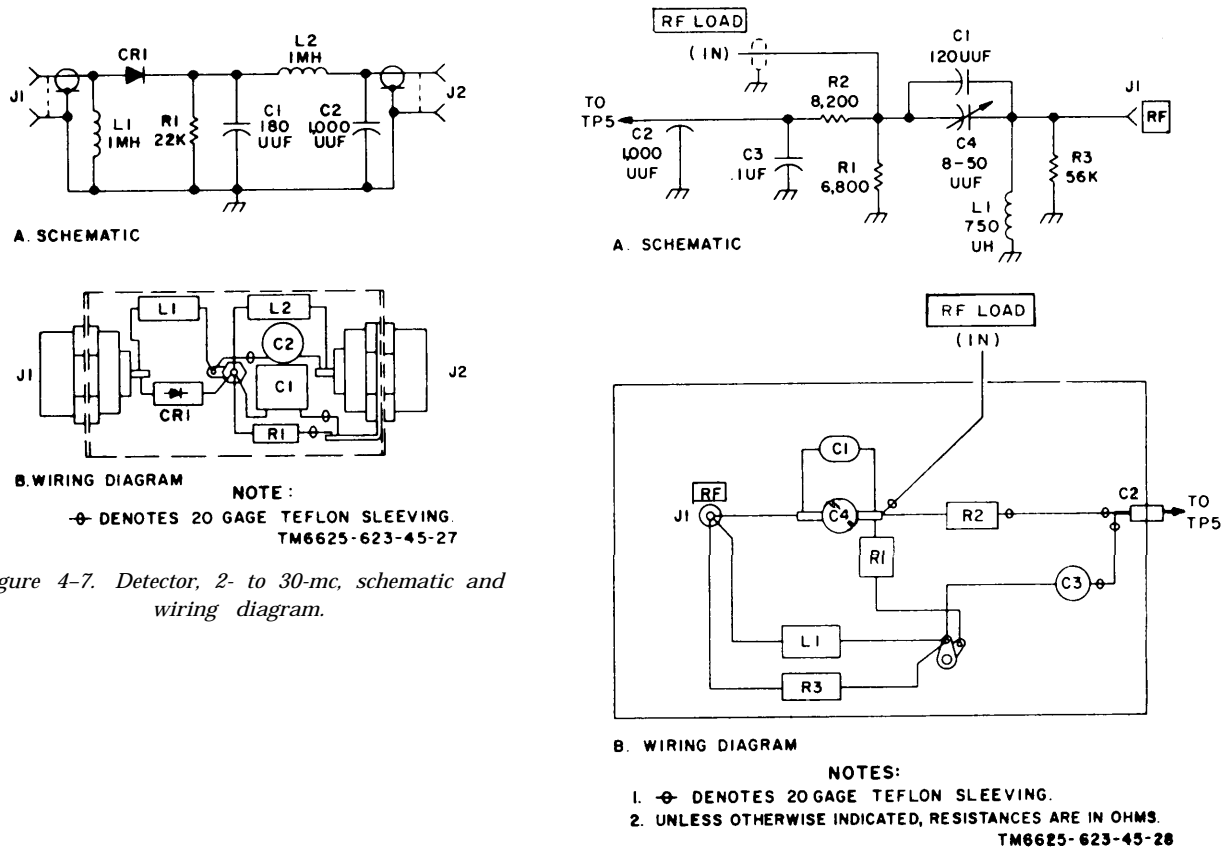 L2
1MH
CR1
J1
J2
L1
1MH
R1
22K
C1
180
UUF
C2
1,000
UUF
A. SCHEMATIC
L1
L2
C2
C1
J1
J2
CR1
R1
B. WIRING DIAGRAM
NOTE:
DENOTES 20 GAGE TEFLON SLEEVING.
TM6625-623-45-27
gure 4–7. Detector, 2- to 30-mc, schematic and
wiring diagram.
RF LOAD
(IN)
C1
120UUF
R2
8,200
TO
TP5
J1
RF
C2
1,000
UUF
C3
.1UF
R1
6,800
C4
8-50
UUF
R3
56K
L1
750
UH
A. SCHEMATIC
RF LOAD
(IN)
C1
RF
J1
C4
R2
C2
TO
TP5
R1
C3
L1
R3
B. WIRING DIAGRAM
NOTES:
1. DENOTES 20 GAGE TEFLON SLEEVING.
2. UNLESS OTHERWISE INDICATED, RESISTANCES ARE IN OHMS.
TM6625-623-45-28